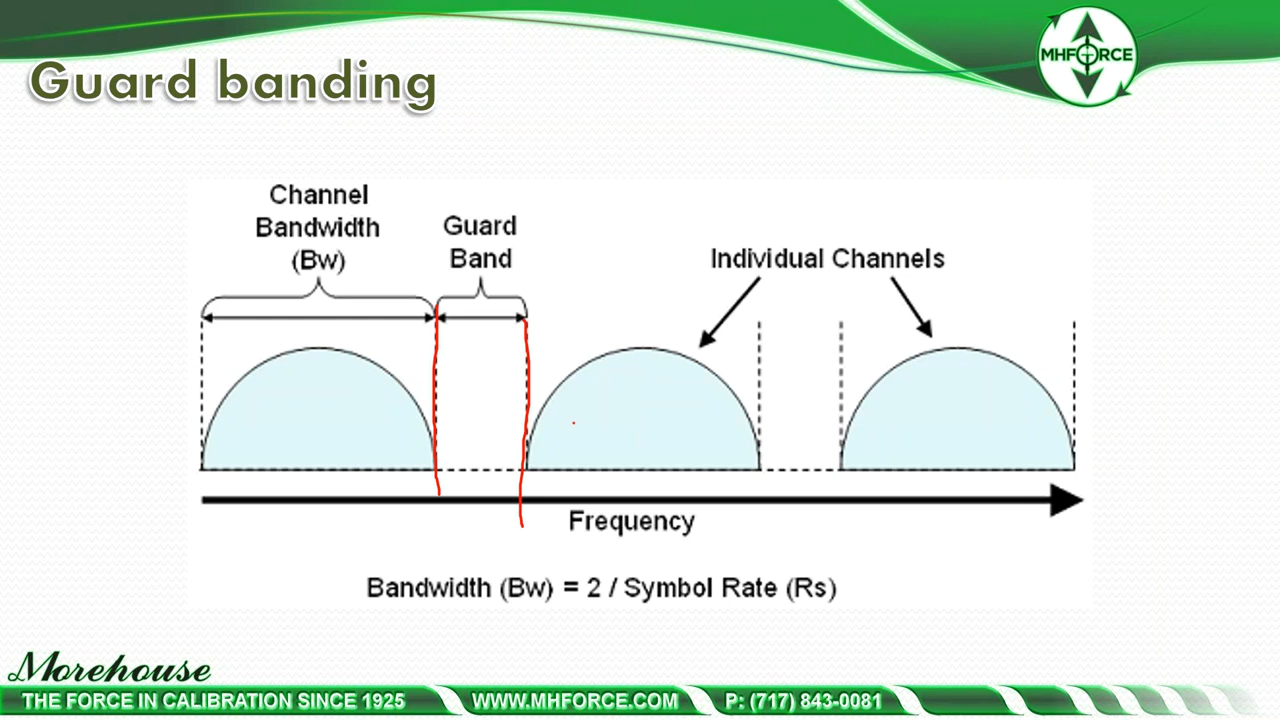 Guard banding
MHFORCE
Channel
Bandwidth
(Bw)
Guard
Band
Individual Channels
Frequency
Bandwidth (Bw) = 2 / Symbol Rate (Rs)
Morehouse
THE FORCE IN CALIBRATION SINCE 1925
WWW.MHFORCE.COM
P: (717) 843-0081